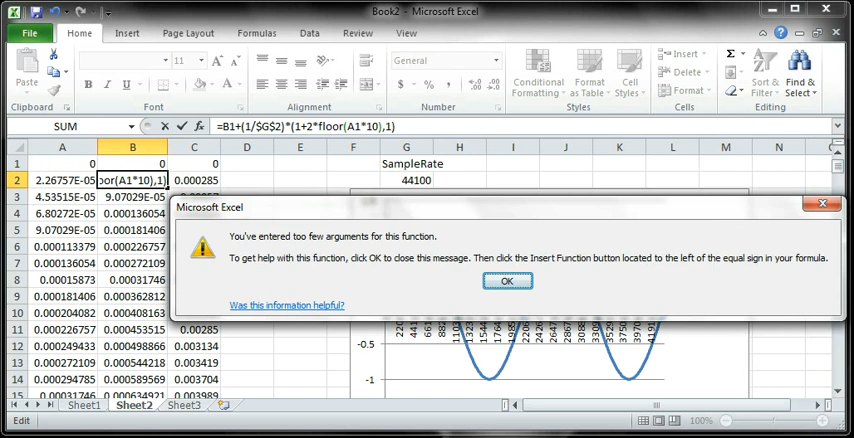 Book2 - Microsoft Excel
File Home Insert Page Layout Formulas Data Review View
Paste
Clipboard
11 A A
B I U
Font
Alignment
General
$ % ,
Number
Conditional Formatting
Format as Table
Cell Styles
Styles
Insert
Delete
Format
Cells
Sort & Filter
Find & Select
Editing
SUM fx =B1+(1/$G$2)*(1+2*floor(A1*10),1)
A B C D E F G H I J K L M N
1 0 0 0 SampleRate
2 2.26757E-05 oor(A1*10),1) 0.000285 44100
3 4.53515E-05 9.07029E-05
4 6.80272E-05 0.000136054
5 9.07029E-05 0.000181406
6 0.000113379 0.000226757
7 0.000136054 0.000272109
8 0.00015873 0.00031746
9 0.000181406 0.000362812
10 0.000204082 0.000408163
11 0.000226757 0.000453515 0.00285
12 0.000249433 0.000498866 0.003134
13 0.000272109 0.000544218 0.003419
14 0.000294785 0.000589569 0.003704
15 0.00031746 0.000634921 0.003989
Microsoft Excel
You've entered too few arguments for this function.
To get help with this function, click OK to close this message. Then click the Insert Function button located to the left of the equal sign in your formula.
OK
Was this information helpful?
-0.5
-1
Sheet1 Sheet2 Sheet3
Edit 100%